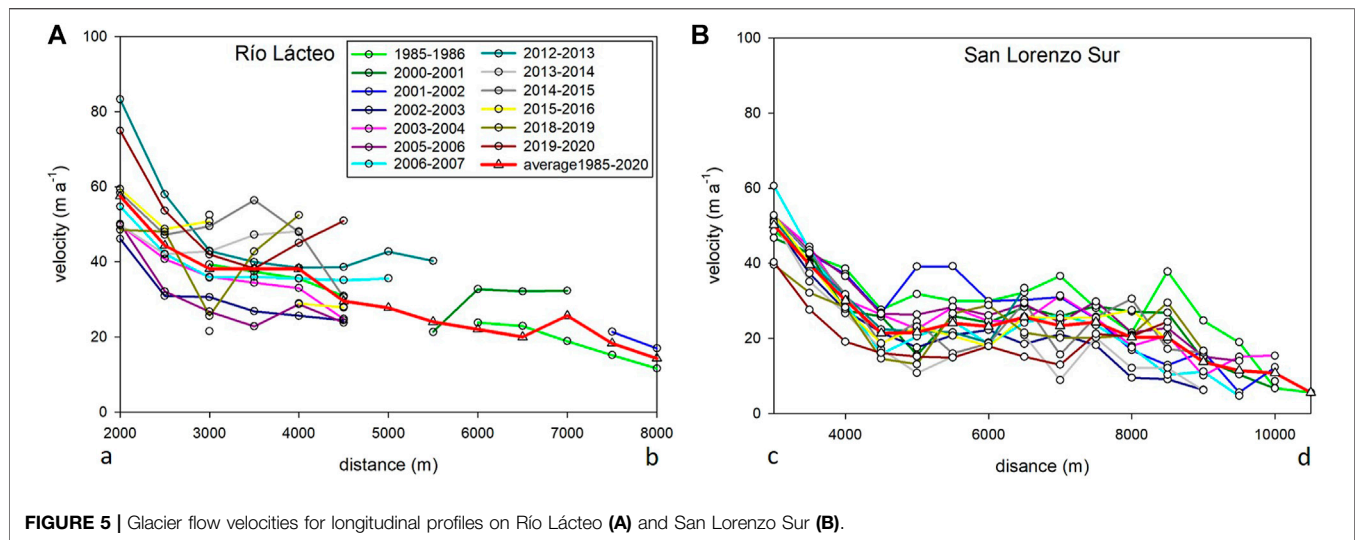 A
Río Lácteo
100
80
60
40
20
0
velocity (m a⁻¹)
1985-1986
2000-2001
2001-2002
2002-2003
2003-2004
2005-2006
2006-2007
2012-2013
2013-2014
2014-2015
2015-2016
2018-2019
2019-2020
average1985-2020
2000 3000 4000 5000 6000 7000 8000
a distance (m) b
B
San Lorenzo Sur
100
80
60
40
20
0
velocity (m a⁻¹)
4000 6000 8000 10000
c disance (m) d
FIGURE 5 | Glacier flow velocities for longitudinal profiles on Río Lácteo (A) and San Lorenzo Sur (B).